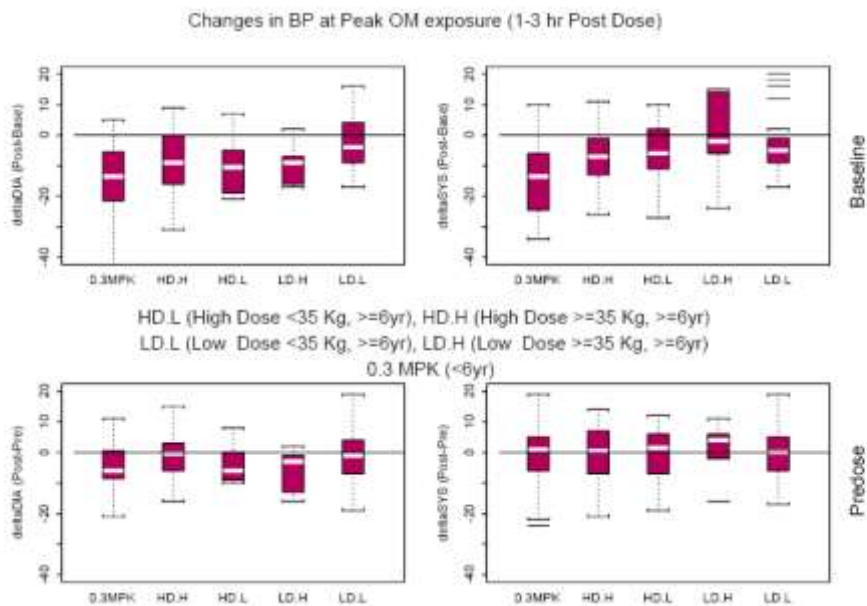 Changes in BP at Peak OM exposure (1-3 hr Post Dose)
deltaDIA (Post-Base)
20
0
-20
-40
0.3MPK HD.H HD.L LD.H LD.L
deltaSYS (Post-Base)
20
0
-20
-40
0.3MPK HD.H HD.L LD.H LD.L
Baseline
HD.L (High Dose <35 Kg, >=6yr), HD.H (High Dose >=35 Kg, >=6yr)
LD.L (Low Dose <35 Kg, >=6yr), LD.H (Low Dose >=35 Kg, >=6yr)
0.3 MPK (<6yr)
deltaDIA (Post-Pre)
20
0
-20
-40
0.3MPK HD.H HD.L LD.H LD.L
deltaSYS (Post-Pre)
20
0
-20
-40
0.3MPK HD.H HD.L LD.H LD.L
Predose